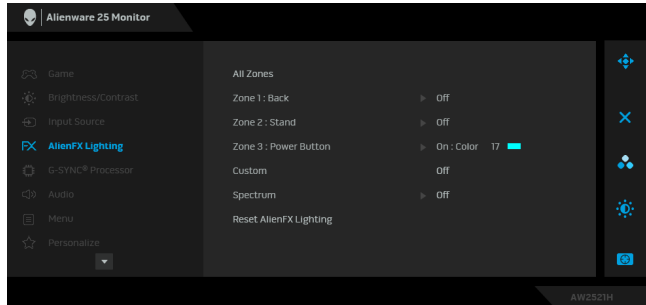 Alienware 25 Monitor
Game
All Zones
Brightness/Contrast
Zone 1 : Back Off
Input Source
Zone 2 : Stand Off
FX AlienFX Lighting
Zone 3 : Power Button On : Color 17
G-SYNC® Processor
Custom Off
Audio
Spectrum Off
Menu
Reset AlienFX Lighting
Personalize
AW2521H